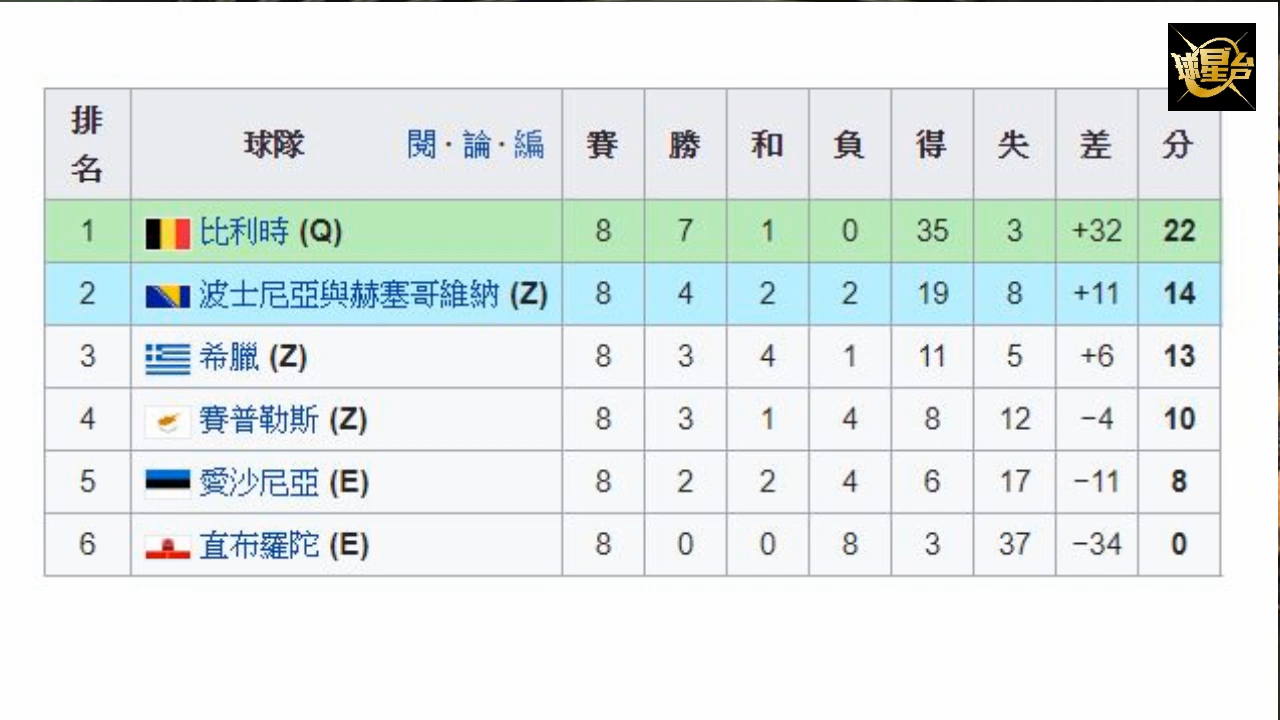 球星台
排名 球隊 閱·論·編 賽 勝 和 負 得 失 差 分
1 比利時 (Q) 8 7 1 0 35 3 +32 22
2 波士尼亞與赫塞哥維納 (Z) 8 4 2 2 19 8 +11 14
3 希臘 (Z) 8 3 4 1 11 5 +6 13
4 賽普勒斯 (Z) 8 3 1 4 8 12 −4 10
5 愛沙尼亞 (E) 8 2 2 4 6 17 −11 8
6 直布羅陀 (E) 8 0 0 8 3 37 −34 0